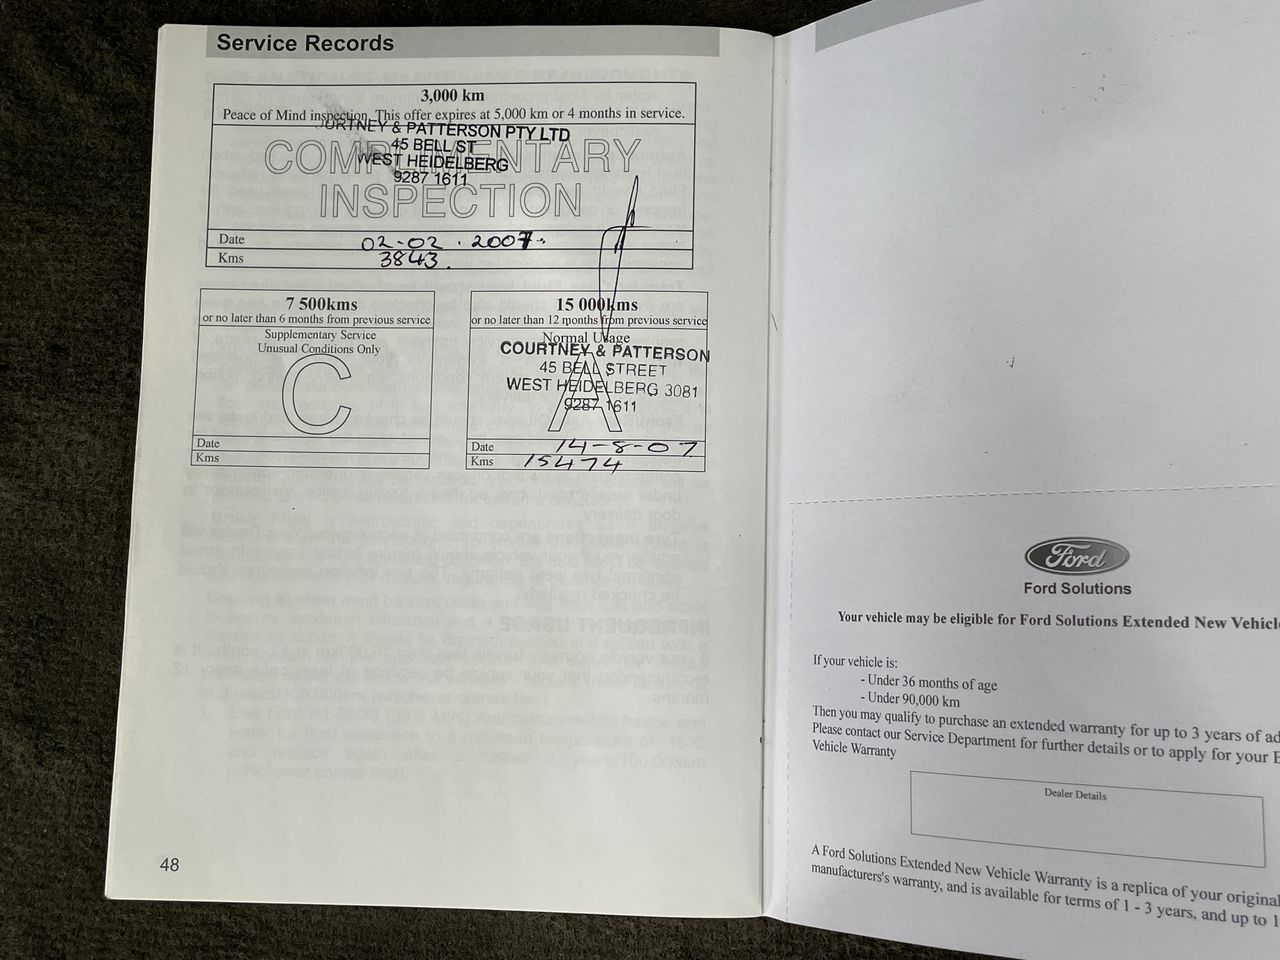 Service Records
3,000 km
Peace of Mind inspection. This offer expires at 5,000 km or 4 months in service.
COMPLIMENTARY
INSPECTION
& PATTERSON PTY LTD
45 BELL ST
WEST HEIDELBERG
9287 1611
Date 02-02.2007
Kms 3843.
7 500kms
or no later than 6 months from previous service
Supplementary Service
Unusual Conditions Only
C
Date
Kms
15 000kms
or no later than 12 months from previous service
Normal Usage
A
COURTNEY & PATTERSON
45 BELL STREET
WEST HEIDELBERG 3081
9287 1611
Date 14-8-07
Kms 15474
48
Ford
Ford Solutions
Your vehicle may be eligible for Ford Solutions Extended New
If your vehicle is:
- Under 36 months of age
- Under 90,000 km
Then you may qualify to purchase an extended warranty for up to 3 years of
Please contact our Service Department for further details or to apply for your
Vehicle Warranty
Dealer Details
A Ford Solutions Extended New Vehicle Warranty is a replica of your original
manufacturers's warranty, and is available for terms of 1 - 3 years, and up to